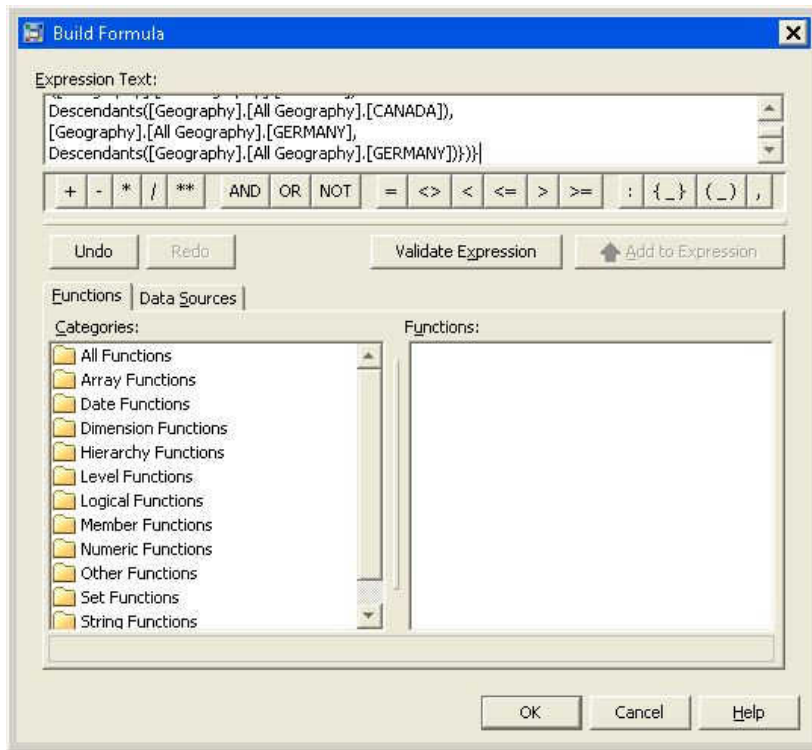 Build Formula
Expression Text:
Descendants([Geography].[All Geography].[CANADA]),
[Geography].[All Geography].[GERMANY],
Descendants([Geography].[All Geography].[GERMANY])})}
+ - * / ** AND OR NOT = <> < <= > >= : {_} (_) ,
Undo Redo Validate Expression Add to Expression
Functions Data Sources
Categories: Functions:
All Functions
Array Functions
Date Functions
Dimension Functions
Hierarchy Functions
Level Functions
Logical Functions
Member Functions
Numeric Functions
Other Functions
Set Functions
String Functions
OK Cancel Help